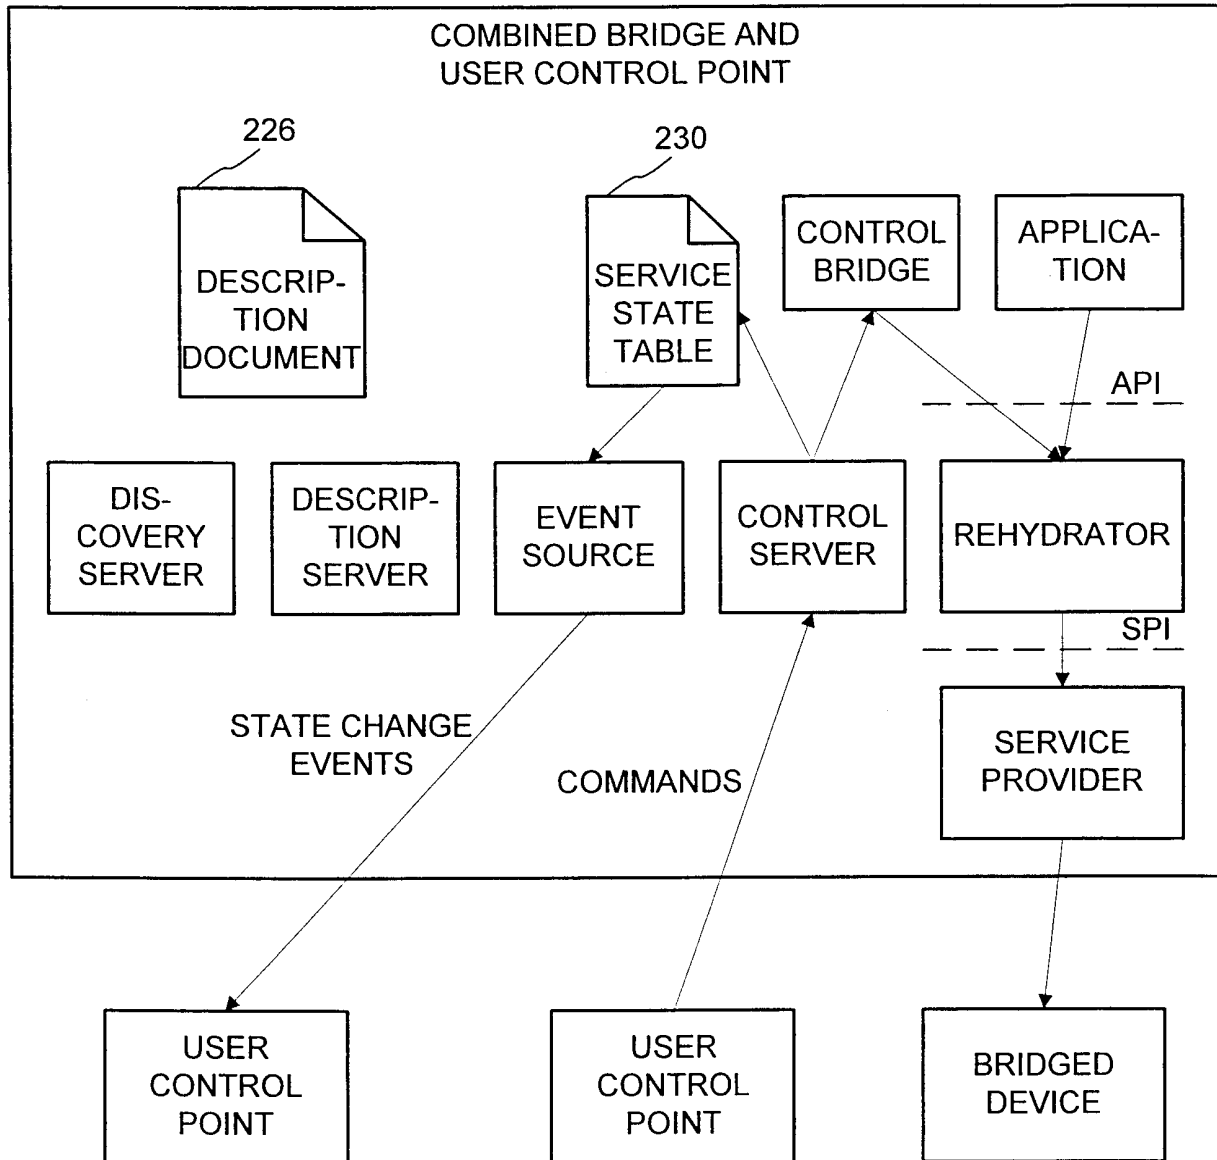 COMBINED BRIDGE AND
USER CONTROL POINT
226
230
DESCRIP-
TION
DOCUMENT
SERVICE
STATE
TABLE
CONTROL
BRIDGE
APPLICA-
TION
API
DIS-
COVERY
SERVER
DESCRIP-
TION
SERVER
EVENT
SOURCE
CONTROL
SERVER
REHYDRATOR
SPI
STATE CHANGE
EVENTS
COMMANDS
SERVICE
PROVIDER
USER
CONTROL
POINT
USER
CONTROL
POINT
BRIDGED
DEVICE